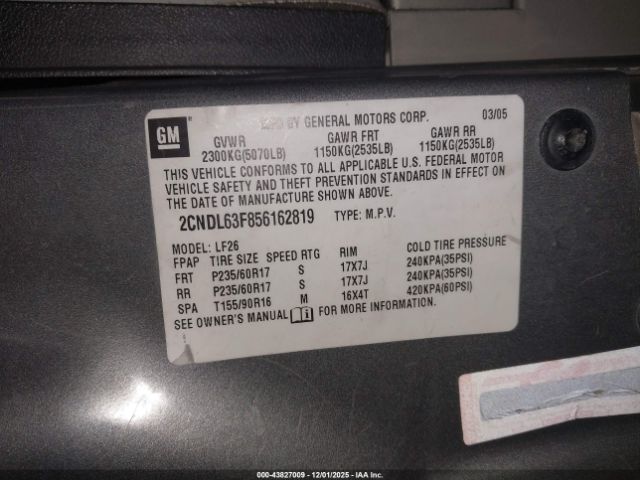 GM
MFD BY GENERAL MOTORS CORP. 03/05
GVWR GAWR FRT GAWR RR
2300KG(5070LB) 1150KG(2535LB) 1150KG(2535LB)
THIS VEHICLE CONFORMS TO ALL APPLICABLE U.S. FEDERAL MOTOR
VEHICLE SAFETY AND THEFT PREVENTION STANDARDS IN EFFECT ON
THE DATE OF MANUFACTURE SHOWN ABOVE.
2CNDL63F856162819 TYPE: M.P.V.
MODEL: LF26
FPAP TIRE SIZE SPEED RTG RIM COLD TIRE PRESSURE
FRT P235/60R17 S 17X7J 240KPA(35PSI)
RR P235/60R17 S 17X7J 240KPA(35PSI)
SPA T155/90R16 M 16X4T 420KPA(60PSI)
SEE OWNER'S MANUAL FOR MORE INFORMATION.
000-43827009 - 12/01/2025 - IAA Inc.